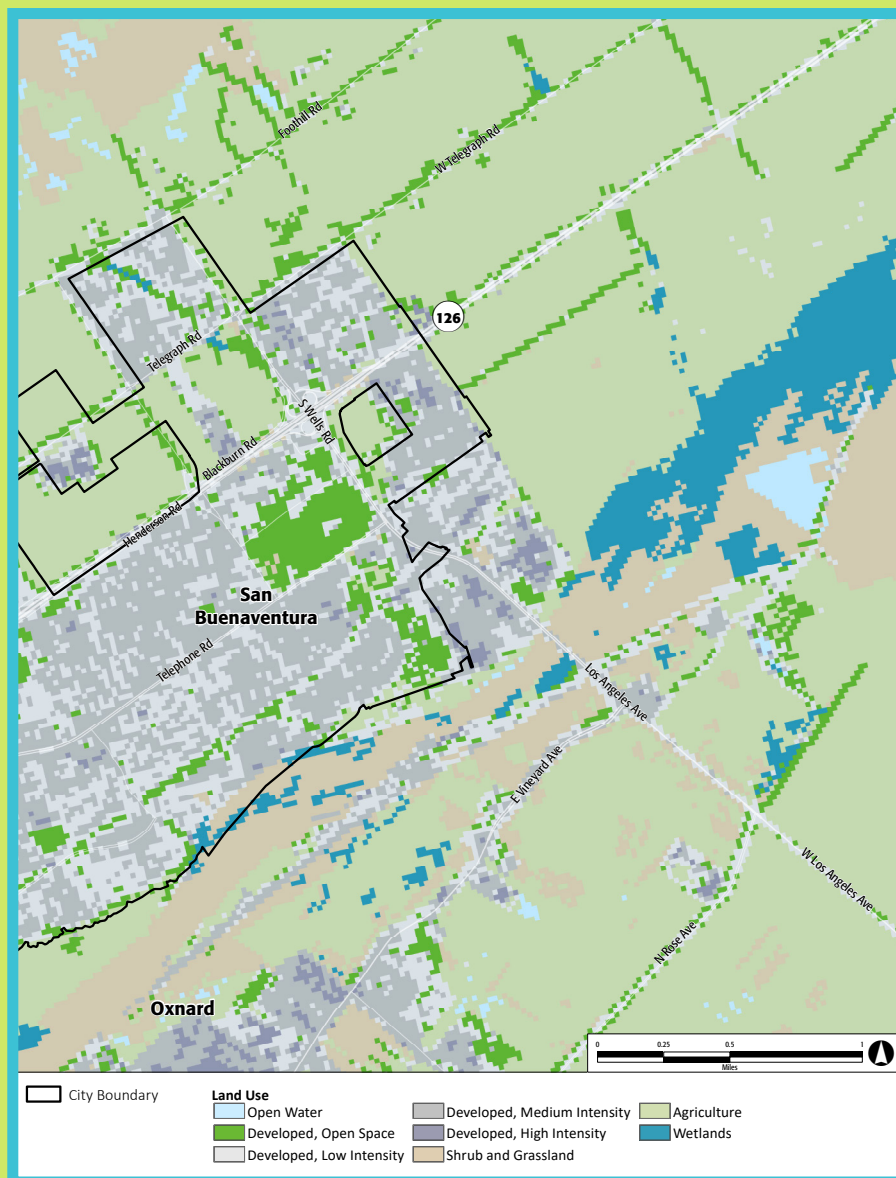 Foothill Rd
W Telegraph Rd
126
Telegraph Rd
S Wells Rd
Blackburn Rd
Henderson Rd
San
Buenaventura
Telephone Rd
Los Angeles Ave
E Vineyard Ave
W Los Angeles Ave
N Rose Ave
Oxnard
0 0.25 0.5 1
Miles
City Boundary
Land Use
Open Water
Developed, Open Space
Developed, Low Intensity
Developed, Medium Intensity
Developed, High Intensity
Shrub and Grassland
Agriculture
Wetlands